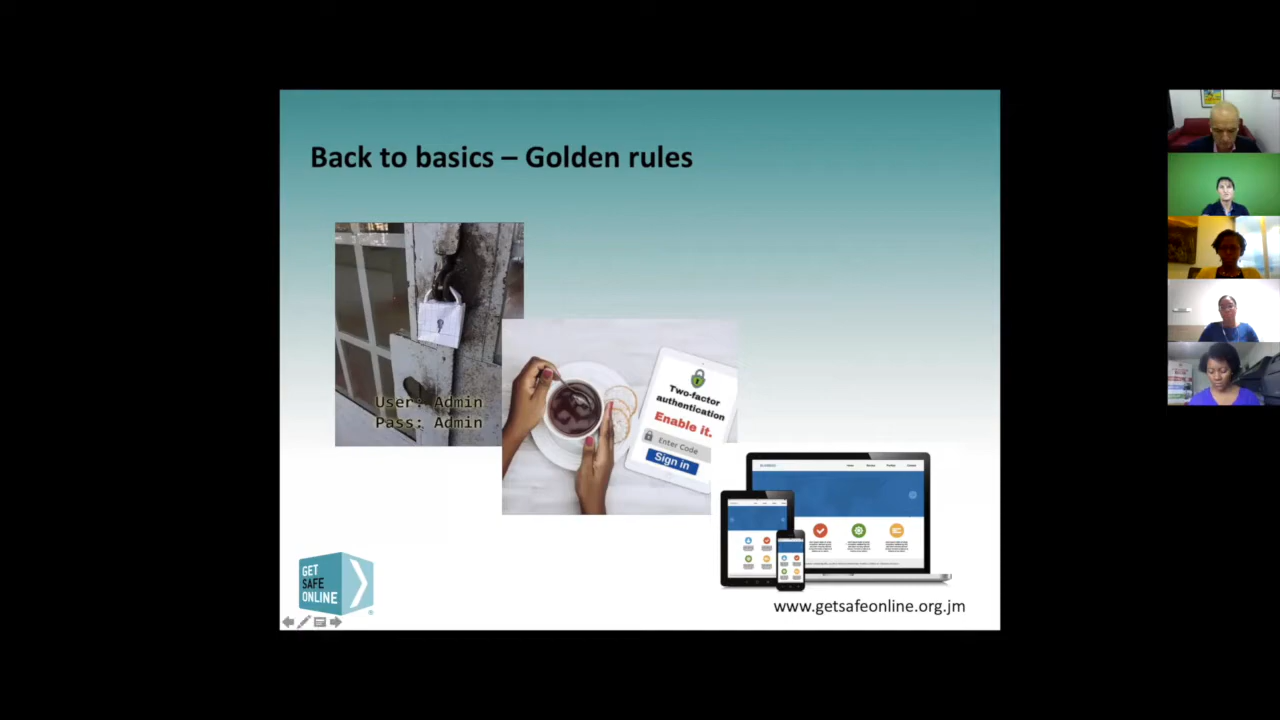 Back to basics – Golden rules
User: Admin
Pass: Admin
Two-factor
authentication
Enable it.
Enter Code
Sign in
GET
SAFE
ONLINE
www.getsafeonline.org.jm